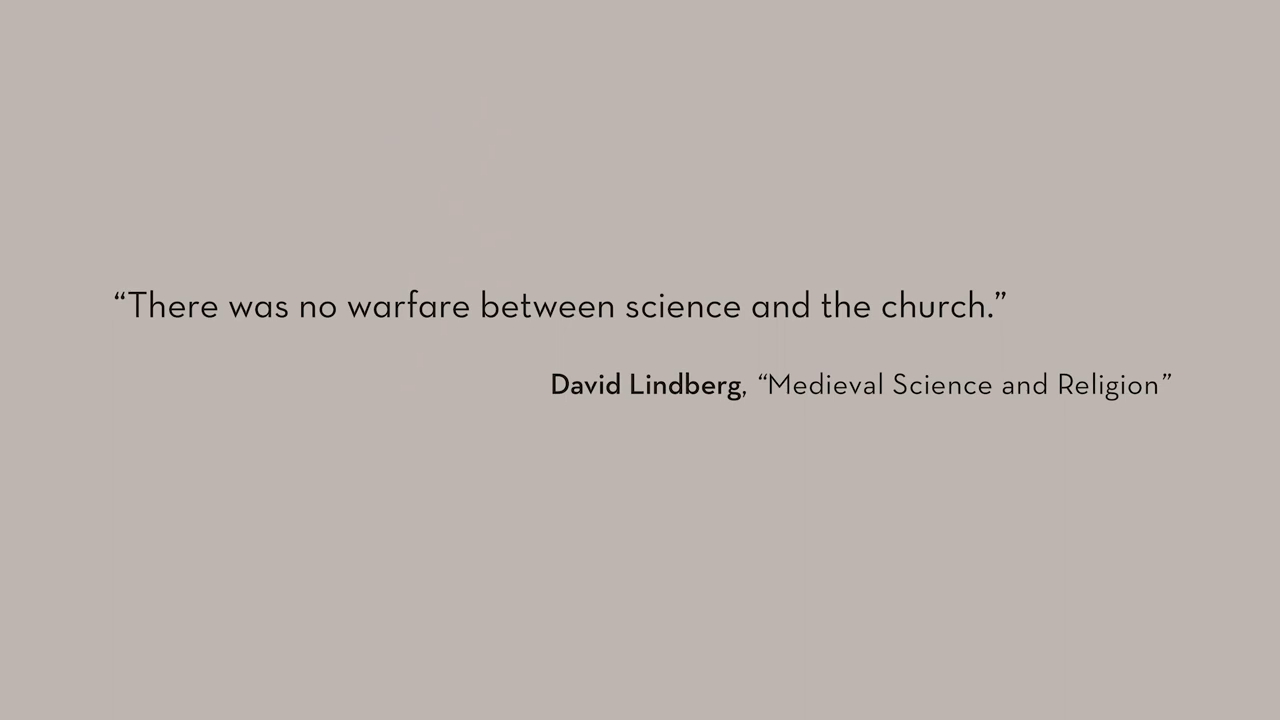 “There was no warfare between science and the church.”
David Lindberg, “Medieval Science and Religion”